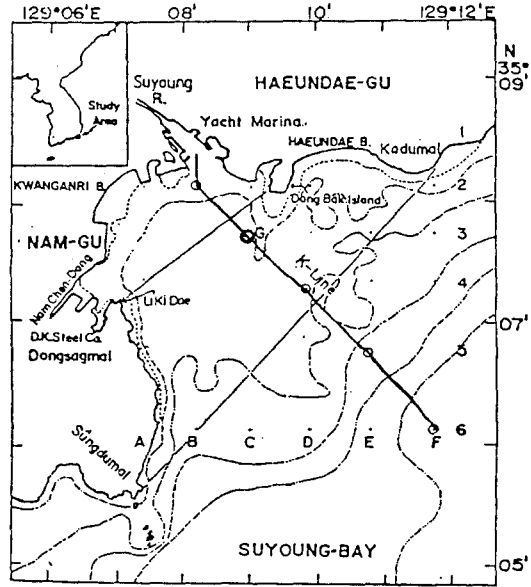 129°06'E
08'
10'
129°12'E
N
35°
09'
Study
Area
Suyoung
R.
HAEUNDAE-GU
Yacht Marina
HAEUNDAE B.
Kadumal
1
KWANGANRI B.
Dong Bak Island
2
NAM-GU
G
3
K-Line
Nam Chen-Dong
Li Ki Dae
4
D.K. Steel Co.
07'
Dongsagmal
5
Sungdumal
A
B
C
D
E
F
6
SUYOUNG-BAY
05'